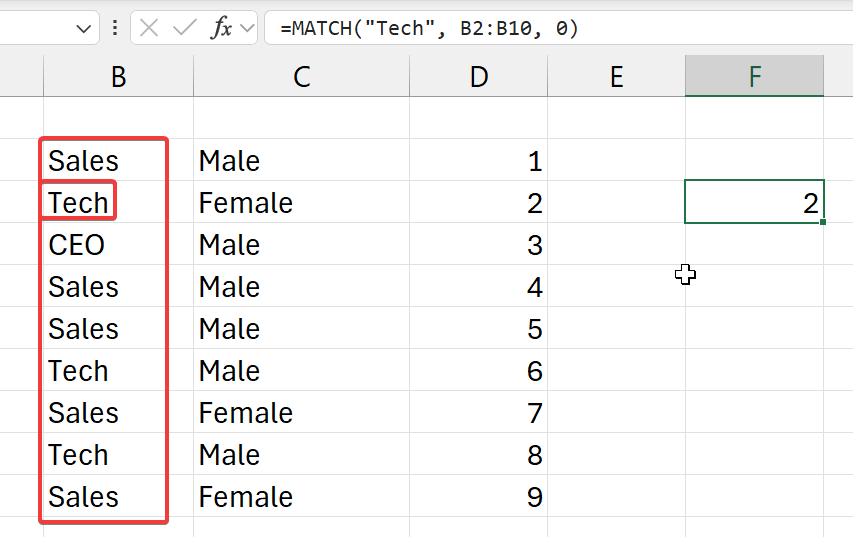 fx =MATCH("Tech", B2:B10, 0)
B C D E F
Sales Male 1
Tech Female 2 2
CEO Male 3
Sales Male 4
Sales Male 5
Tech Male 6
Sales Female 7
Tech Male 8
Sales Female 9